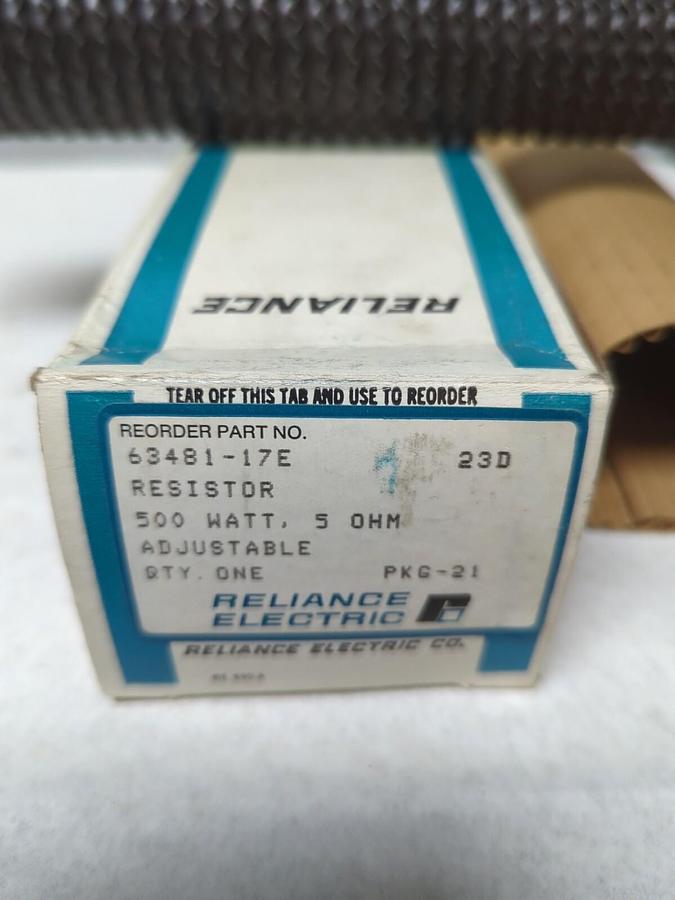 RELIANCE
TEAR OFF THIS TAB AND USE TO REORDER
REORDER PART NO.
63481-17E 23D
RESISTOR
500 WATT, 5 OHM
ADJUSTABLE
QTY. ONE PKG-21
RELIANCE
ELECTRIC
RELIANCE ELECTRIC CO.